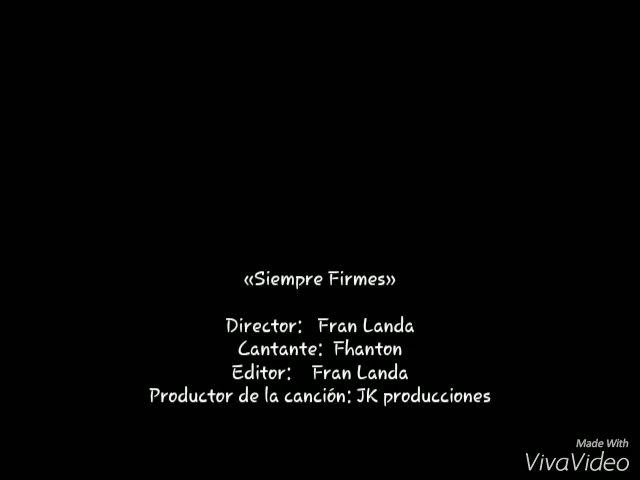 «Siempre Firmes»
Director: Fran Landa
Cantante: Fhanton
Editor: Fran Landa
Productor de la canción: JK producciones
Made With
VivaVideo